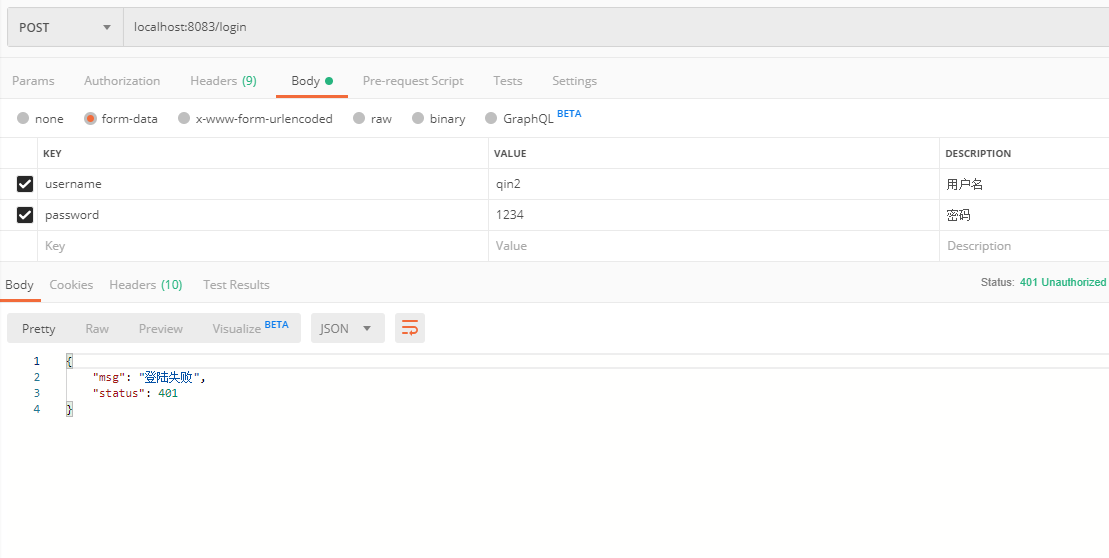 POST localhost:8083/login
Params Authorization Headers (9) Body Pre-request Script Tests Settings
none form-data x-www-form-urlencoded raw binary GraphQL BETA
KEY VALUE DESCRIPTION
username qin2 用户名
password 1234 密码
Key Value Description
Body Cookies Headers (10) Test Results Status: 401 Unauthorized
Pretty Raw Preview Visualize BETA JSON
1 {
2 "msg": "登陆失败",
3 "status": 401
4 }